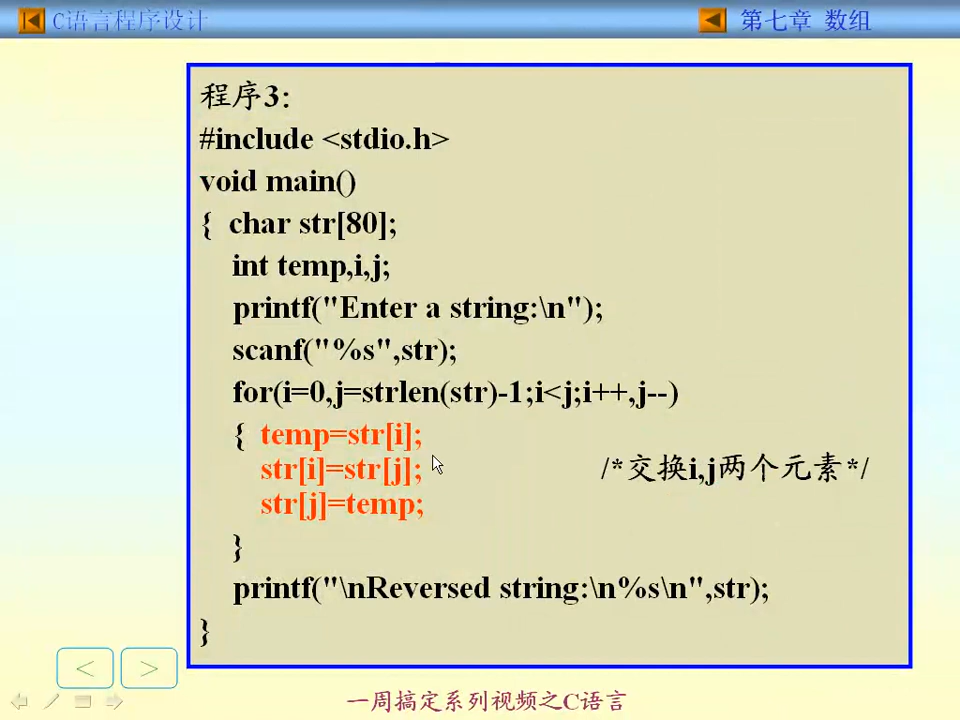 C语言程序设计
第七章 数组
程序3:
#include <stdio.h>
void main()
{ char str[80];
int temp,i,j;
printf("Enter a string:\n");
scanf("%s",str);
for(i=0,j=strlen(str)-1;i<j;i++,j--)
{ temp=str[i];
str[i]=str[j]; /*交换i,j两个元素*/
str[j]=temp;
}
printf("\nReversed string:\n%s\n",str);
}
< >
一周搞定系列视频之C语言